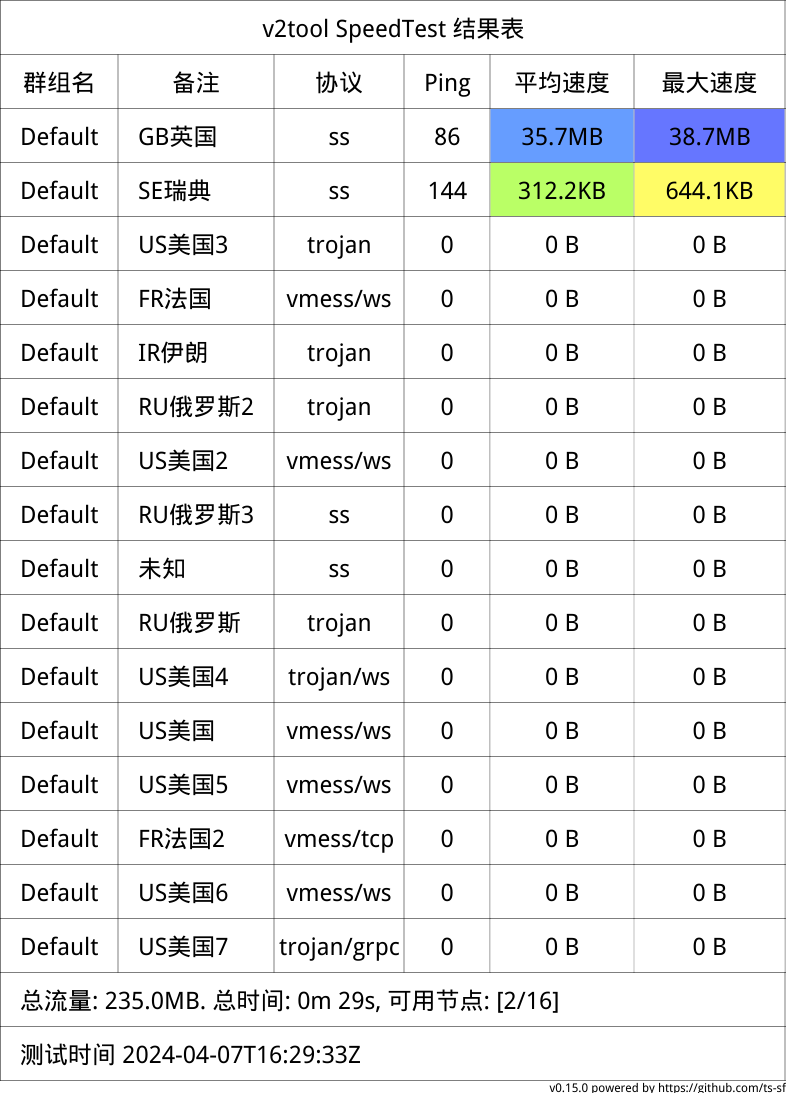 v2tool SpeedTest 结果表
群组名 备注 协议 Ping 平均速度 最大速度
Default GB英国 ss 86 35.7MB 38.7MB
Default SE瑞典 ss 144 312.2KB 644.1KB
Default US美国3 trojan 0 0 B 0 B
Default FR法国 vmess/ws 0 0 B 0 B
Default IR伊朗 trojan 0 0 B 0 B
Default RU俄罗斯2 trojan 0 0 B 0 B
Default US美国2 vmess/ws 0 0 B 0 B
Default RU俄罗斯3 ss 0 0 B 0 B
Default 未知 ss 0 0 B 0 B
Default RU俄罗斯 trojan 0 0 B 0 B
Default US美国4 trojan/ws 0 0 B 0 B
Default US美国 vmess/ws 0 0 B 0 B
Default US美国5 vmess/ws 0 0 B 0 B
Default FR法国2 vmess/tcp 0 0 B 0 B
Default US美国6 vmess/ws 0 0 B 0 B
Default US美国7 trojan/grpc 0 0 B 0 B
总流量: 235.0MB. 总时间: 0m 29s, 可用节点: [2/16]
测试时间 2024-04-07T16:29:33Z
v0.15.0 powered by https://github.com/ts-sf